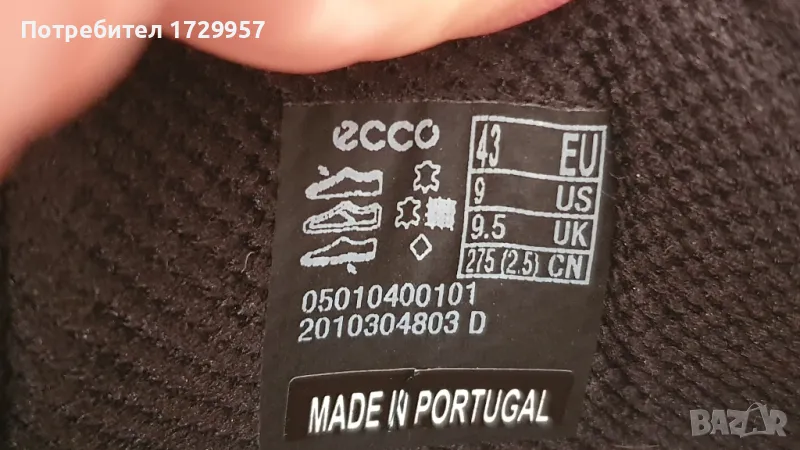 Потребител 1729957
ecco
43 EU
9 US
9.5 UK
275 (2.5) CN
05010400101
2010304803 D
MADE IN PORTUGAL
BAZAR